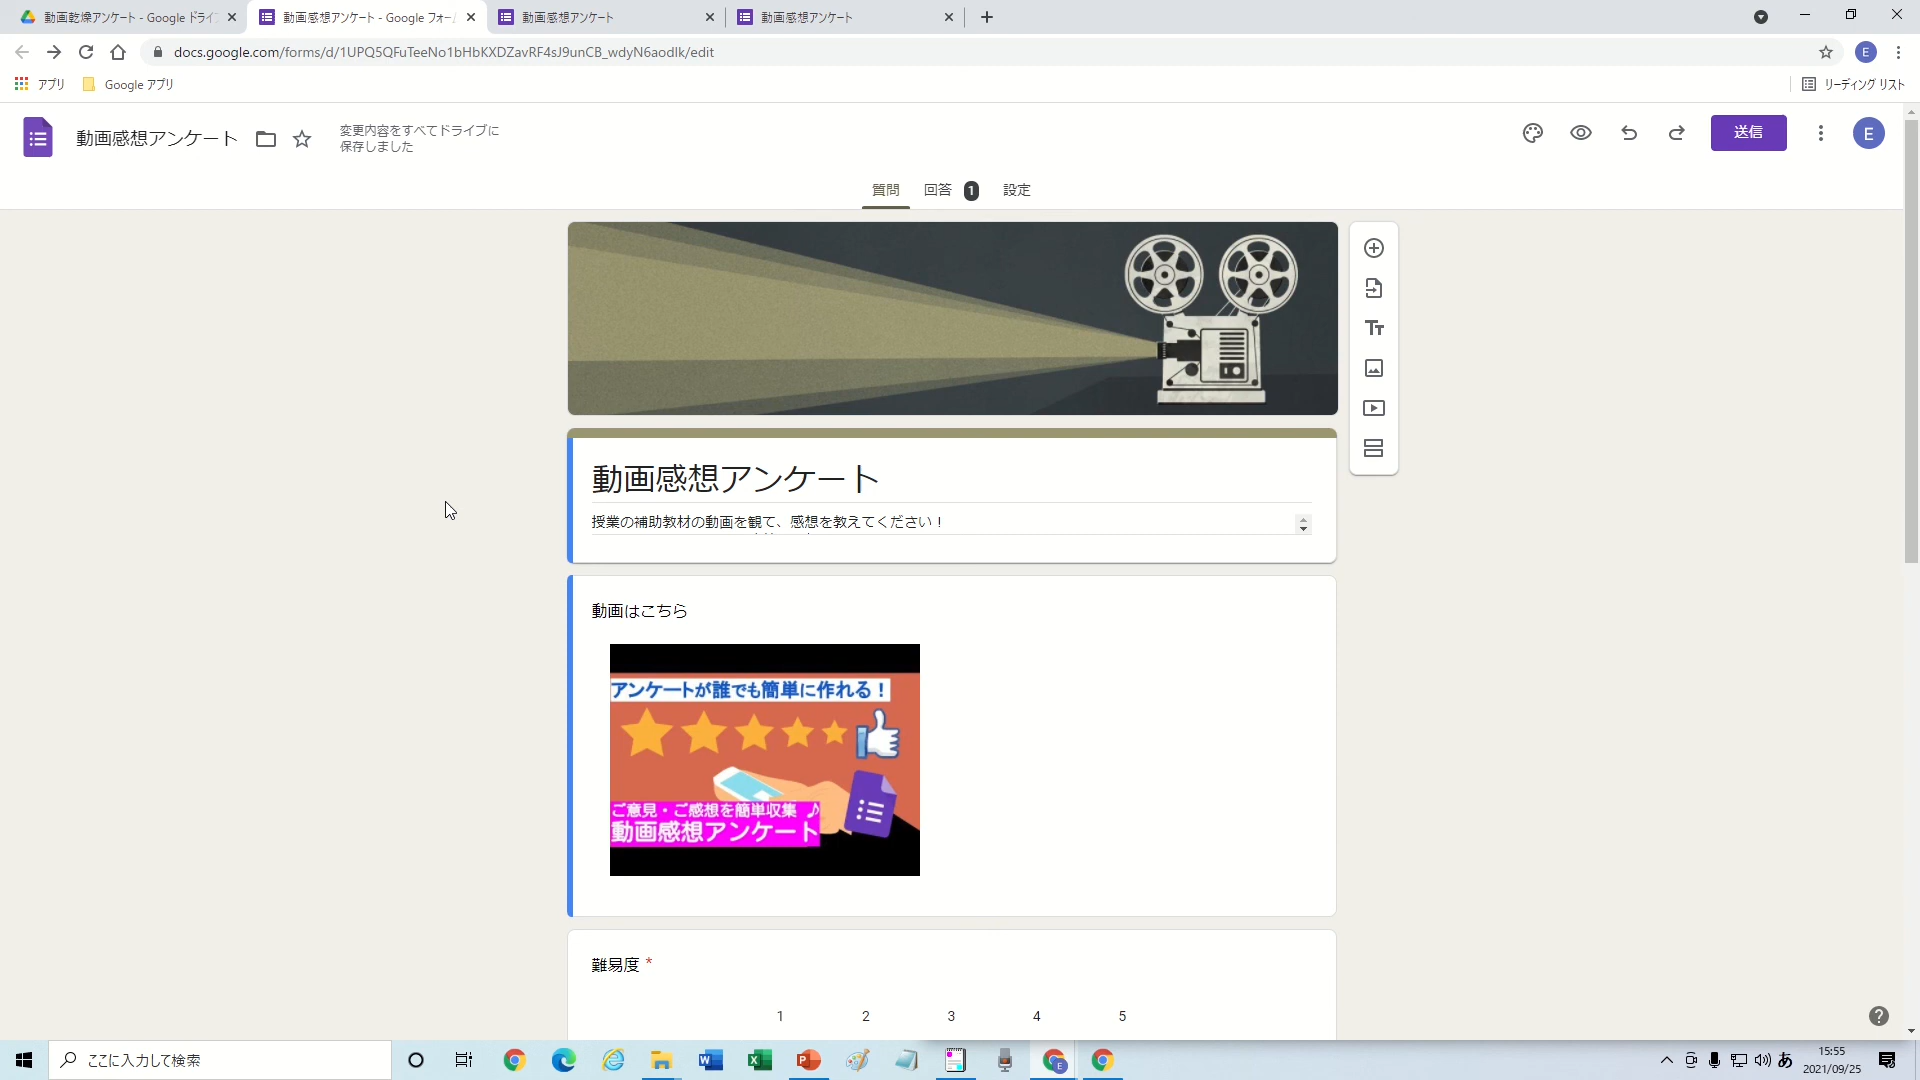 動画乾燥アンケート - Google ドライ
動画感想アンケート - Google フォー
動画感想アンケート
動画感想アンケート
docs.google.com/forms/d/1UPQ5QFuTeeNo1bHbKXDZavRF4sJ9unCB_wdyN6aodIk/edit
E
アプリ
Google アプリ
リーディング リスト
動画感想アンケート
変更内容をすべてドライブに
保存しました
送信
E
質問
回答
1
設定
動画感想アンケート
授業の補助教材の動画を観て、感想を教えてください！
動画はこちら
アンケートが誰でも簡単に作れる！
ご意見・ご感想を簡単収集 ♪
動画感想アンケート
難易度 *
1 2 3 4 5
ここに入力して検索
あ
15:55
2021/09/25